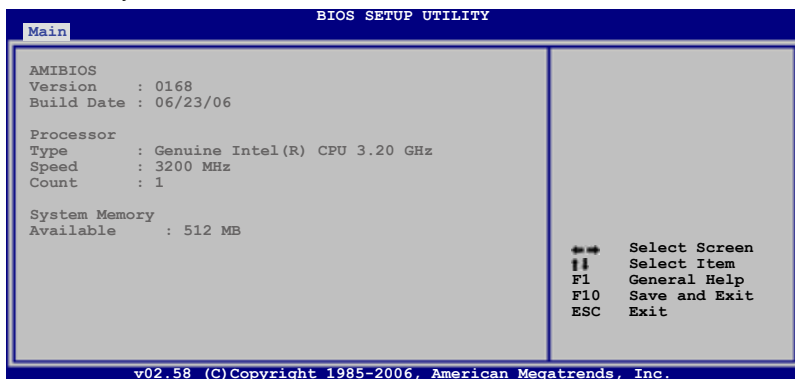 BIOS SETUP UTILITY
Main
AMIBIOS
Version : 0168
Build Date : 06/23/06
Processor
Type : Genuine Intel(R) CPU 3.20 GHz
Speed : 3200 MHz
Count : 1
System Memory
Available : 512 MB
←→ Select Screen
↑↓ Select Item
F1 General Help
F10 Save and Exit
ESC Exit
v02.58 (C)Copyright 1985-2006, American Megatrends, Inc.